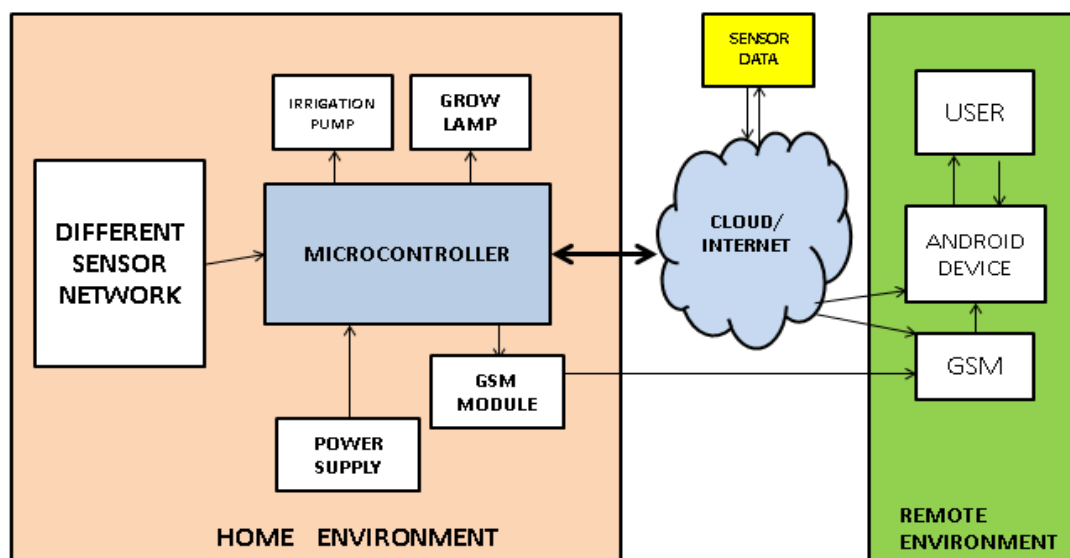 IRRIGATION
PUMP
GROW
LAMP
DIFFERENT
SENSOR
NETWORK
MICROCONTROLLER
GSM
MODULE
POWER
SUPPLY
HOME ENVIRONMENT
SENSOR
DATA
CLOUD/
INTERNET
USER
ANDROID
DEVICE
GSM
REMOTE
ENVIRONMENT